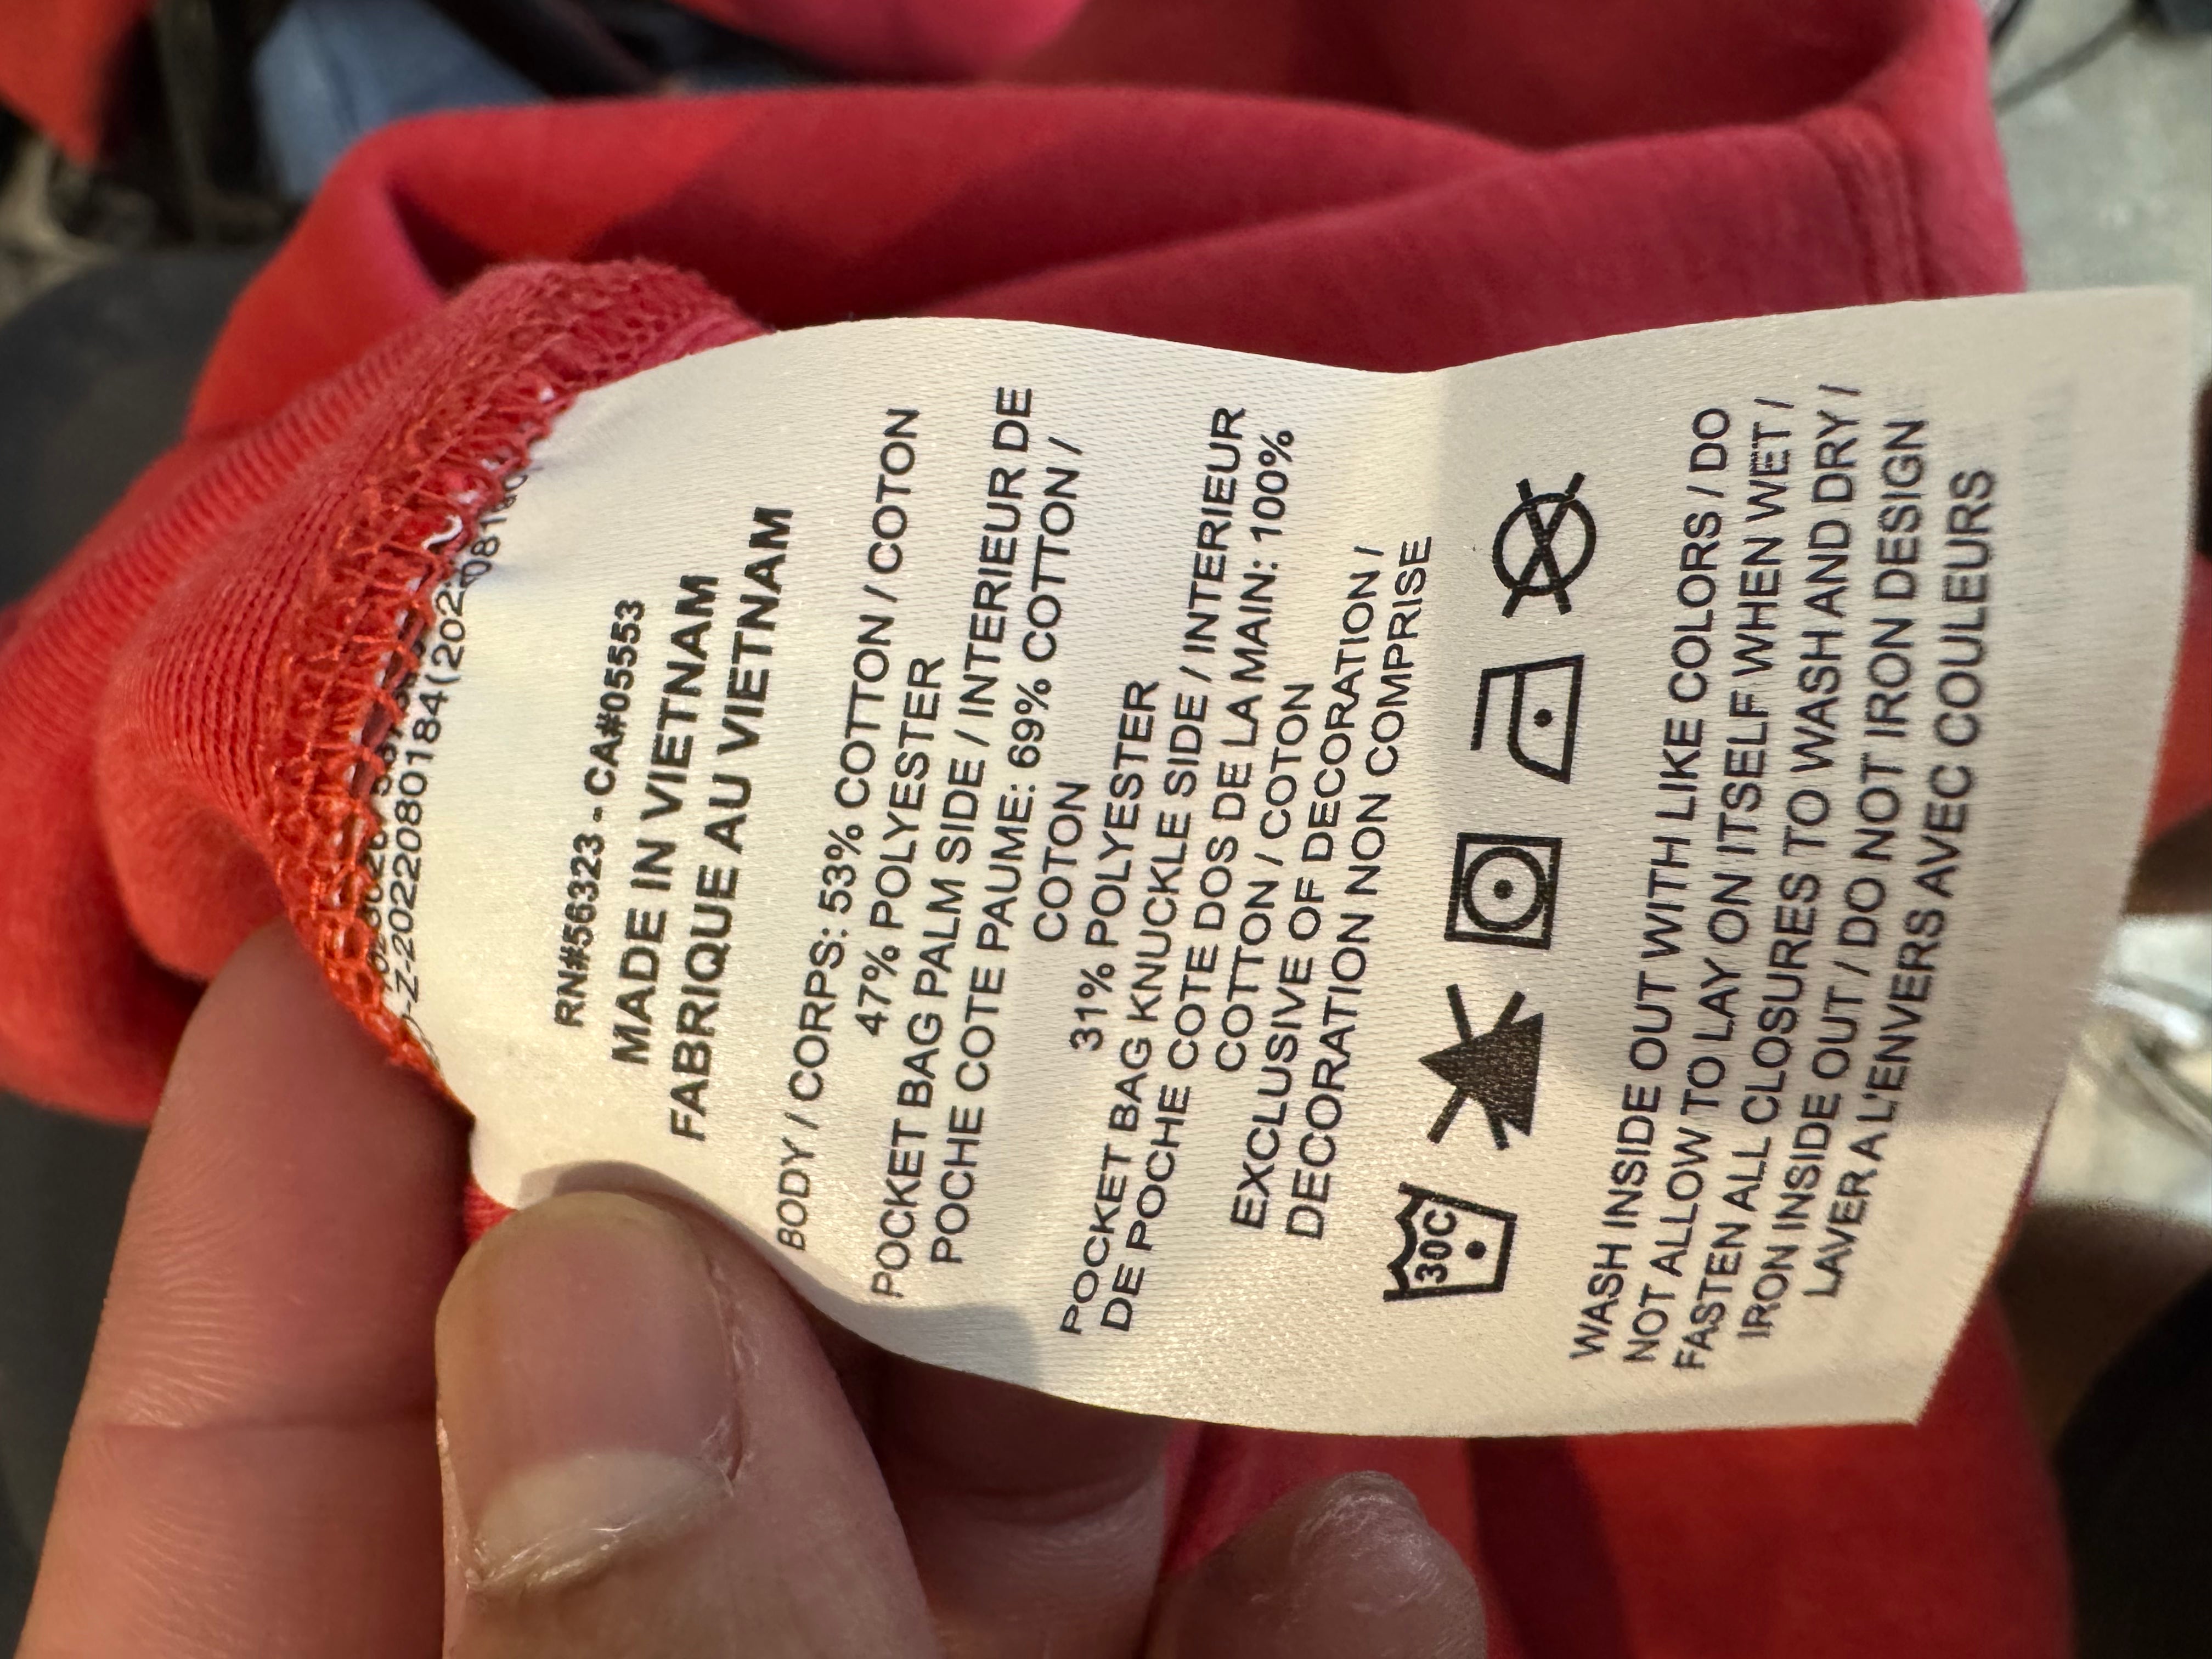 RN#56323 - CA#05553
MADE IN VIETNAM
FABRIQUE AU VIETNAM
BODY / CORPS: 53% COTTON / COTON
47% POLYESTER
POCKET BAG PALM SIDE / INTERIEUR DE
POCHE COTE PAUME: 69% COTTON /
COTON
31% POLYESTER
POCKET BAG KNUCKLE SIDE / INTERIEUR
DE POCHE COTE DOS DE LA MAIN: 100%
COTTON / COTON
EXCLUSIVE OF DECORATION /
DECORATION NON COMPRISE
30C
WASH INSIDE OUT WITH LIKE COLORS / DO
NOT ALLOW TO LAY ON ITSELF WHEN WET /
FASTEN ALL CLOSURES TO WASH AND DRY /
IRON INSIDE OUT / DO NOT IRON DESIGN
LAVER A L'ENVERS AVEC COULEURS